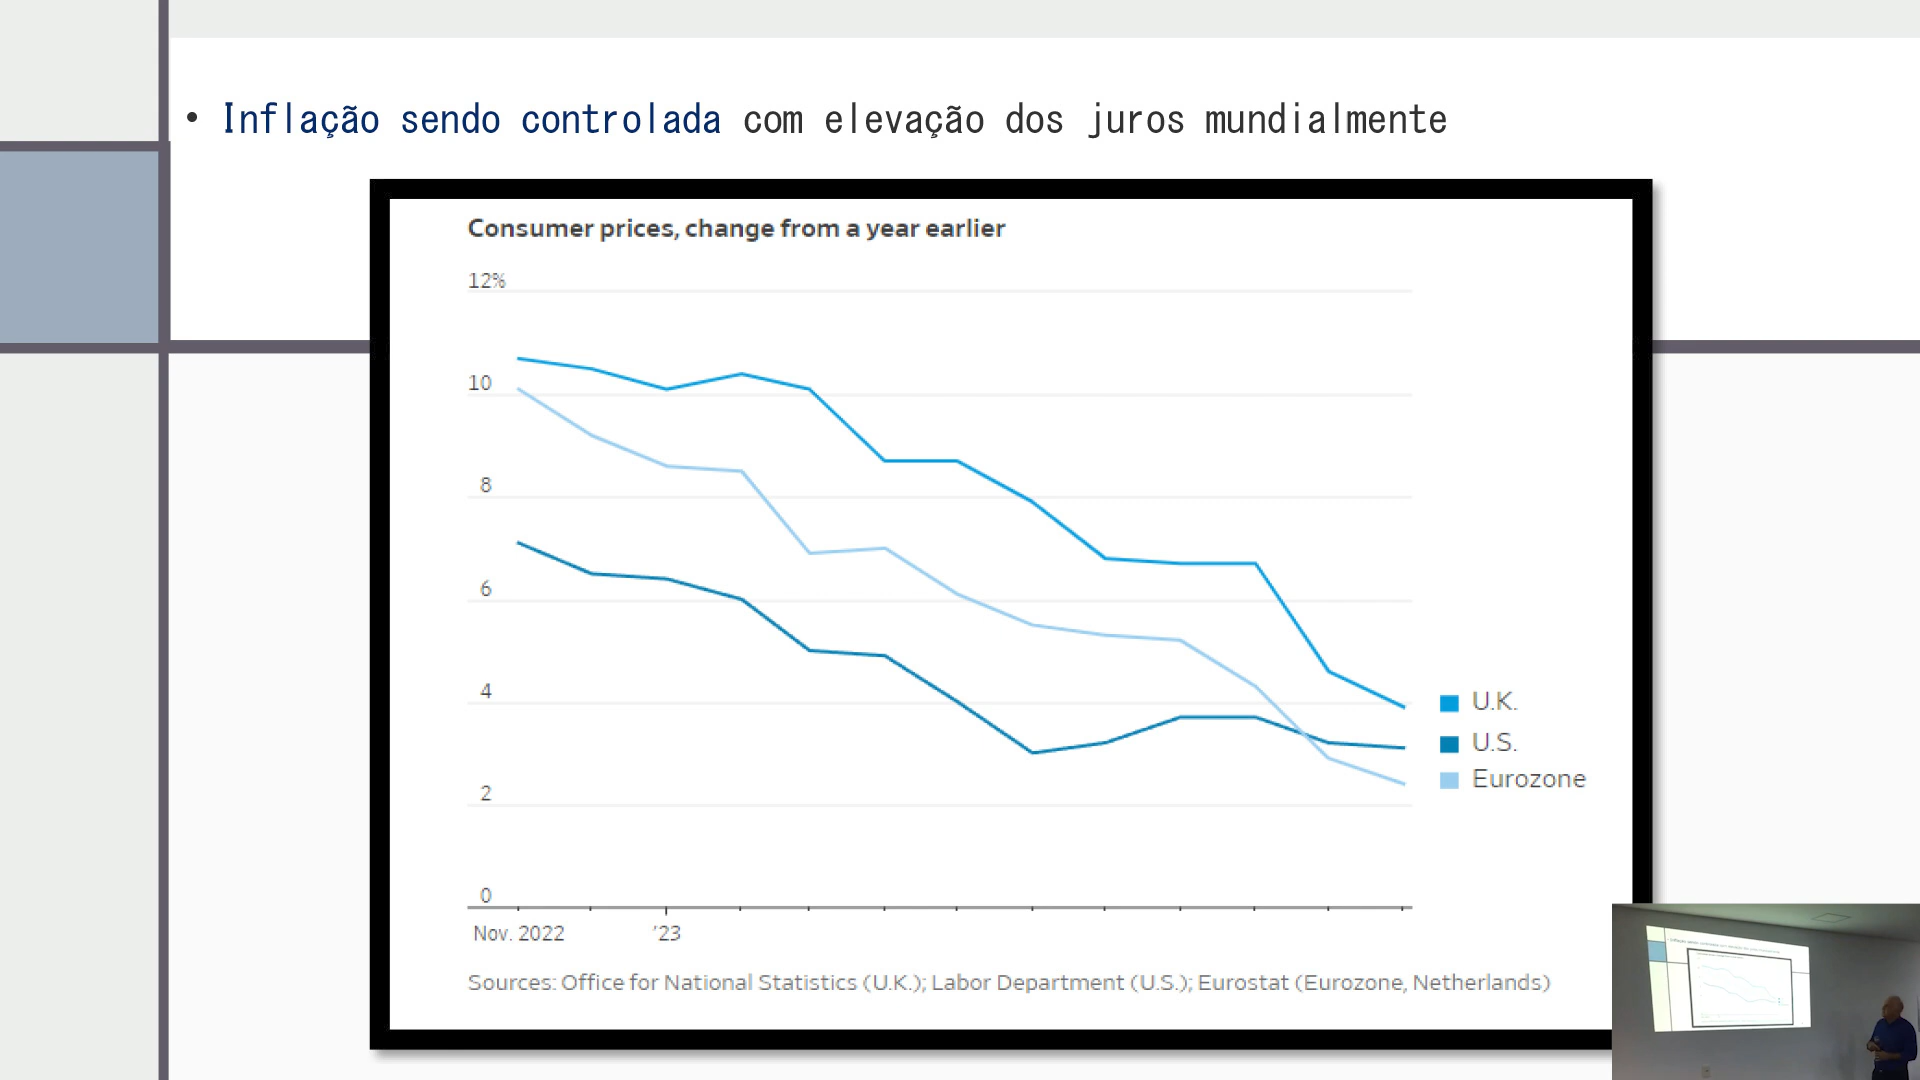 • Inflação sendo controlada com elevação dos juros mundialmente
Consumer prices, change from a year earlier
12%
10
8
6
4
2
0
Nov. 2022 '23
U.K.
U.S.
Eurozone
Sources: Office for National Statistics (U.K.); Labor Department (U.S.); Eurostat (Eurozone, Netherlands)